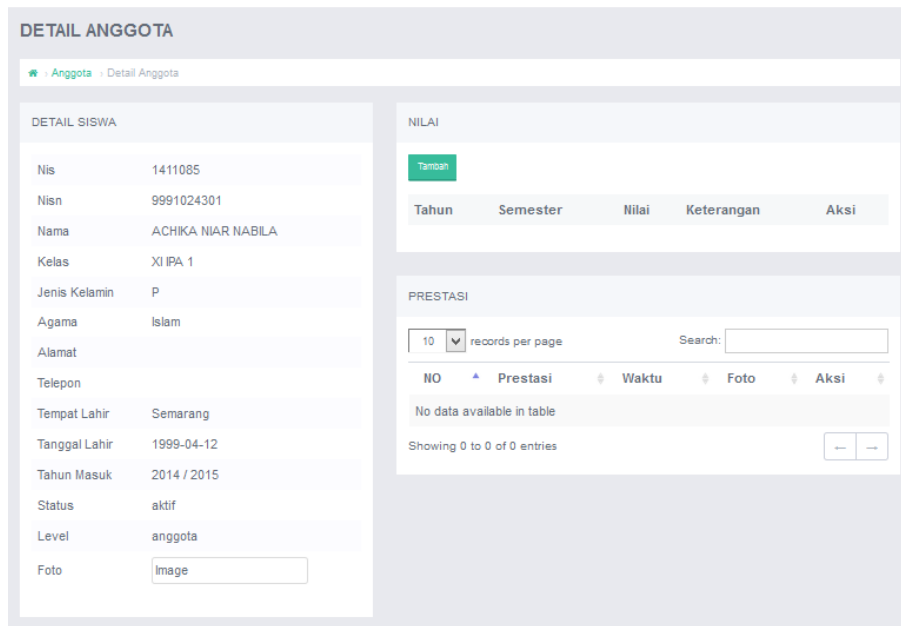 DETAIL ANGGOTA
› Anggota › Detail Anggota
DETAIL SISWA
Nis 1411085
Nisn 9991024301
Nama ACHIKA NIAR NABILA
Kelas XI IPA 1
Jenis Kelamin P
Agama Islam
Alamat
Telepon
Tempat Lahir Semarang
Tanggal Lahir 1999-04-12
Tahun Masuk 2014 / 2015
Status aktif
Level anggota
Foto Image
NILAI
Tambah
Tahun Semester Nilai Keterangan Aksi
PRESTASI
10 records per page Search:
NO Prestasi Waktu Foto Aksi
No data available in table
Showing 0 to 0 of 0 entries ← →